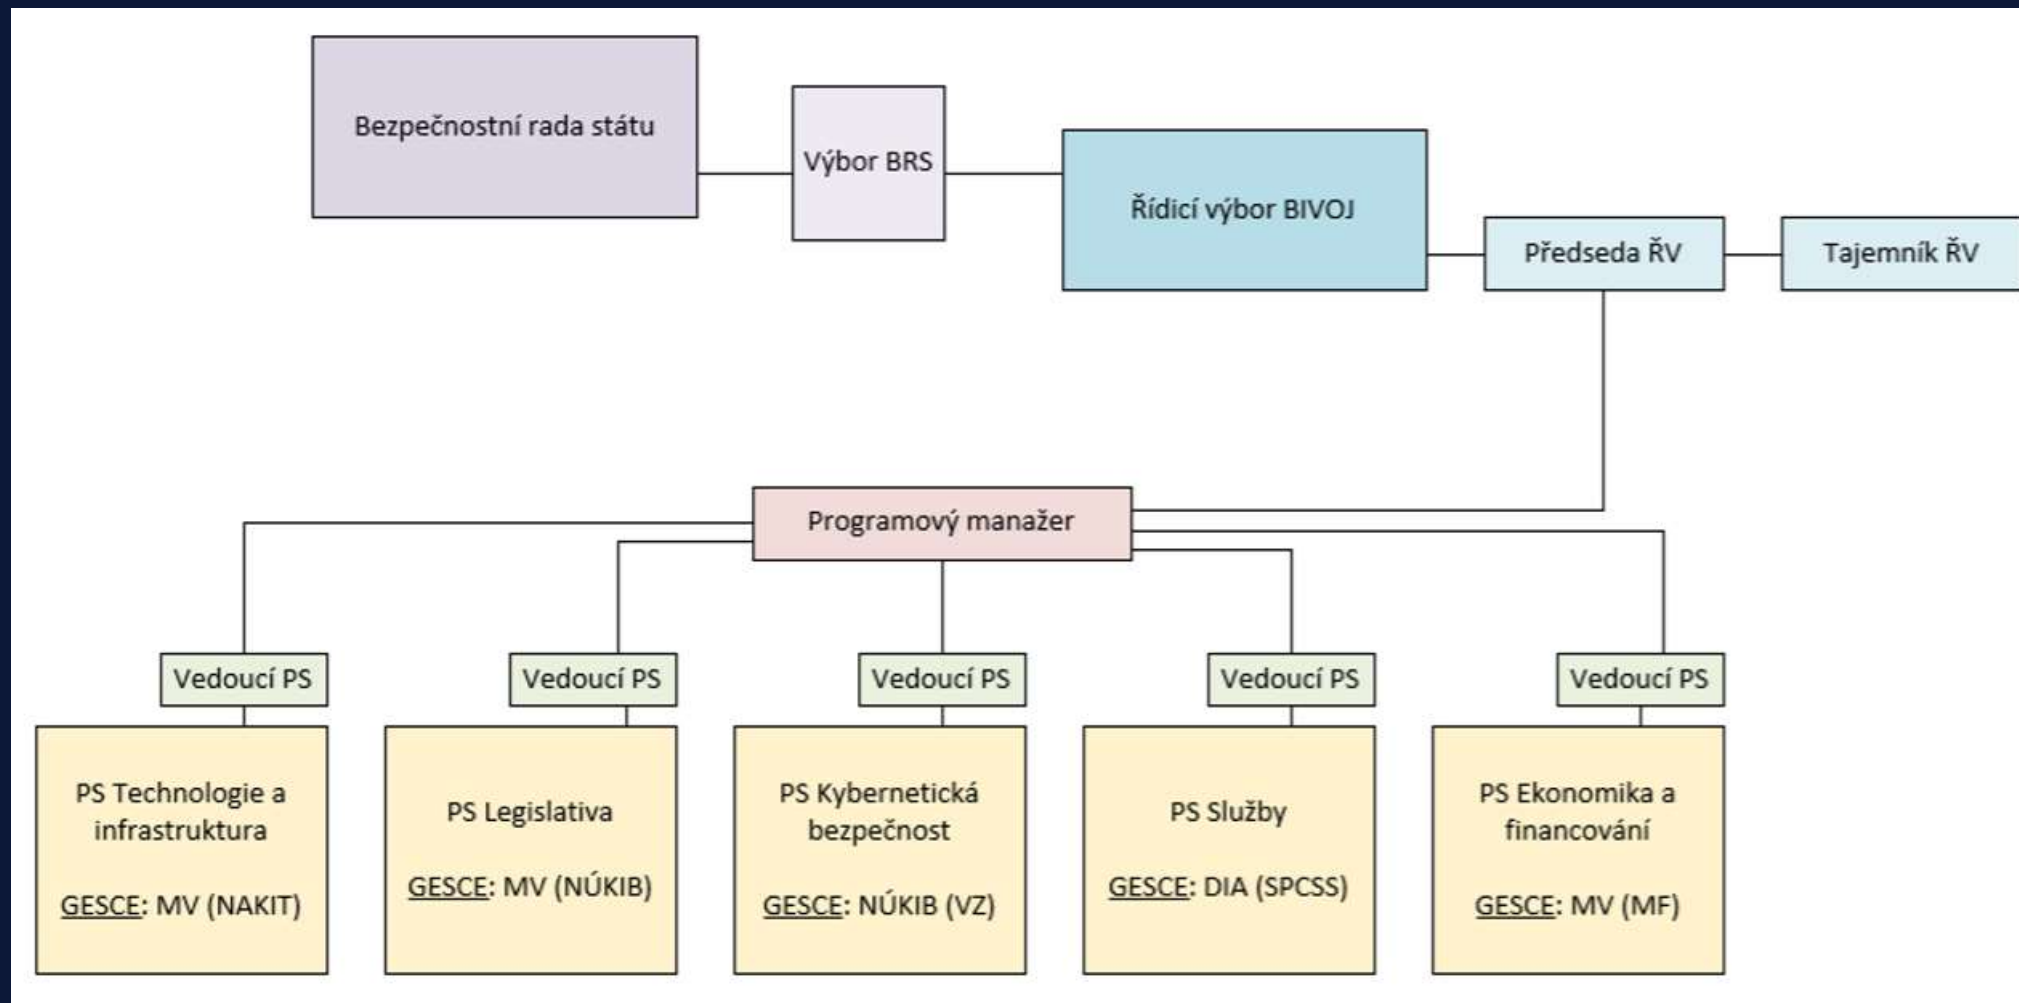 Bezpečnostní rada státu
Výbor BRS
Řídicí výbor BIVOJ
Předseda ŘV
Tajemník ŘV
Programový manažer
Vedoucí PS
Vedoucí PS
Vedoucí PS
Vedoucí PS
Vedoucí PS
PS Technologie a
infrastruktura
GESCE: MV (NAKIT)
PS Legislativa
GESCE: MV (NÚKIB)
PS Kybernetická
bezpečnost
GESCE: NÚKIB (VZ)
PS Služby
GESCE: DIA (SPCSS)
PS Ekonomika a
financování
GESCE: MV (MF)